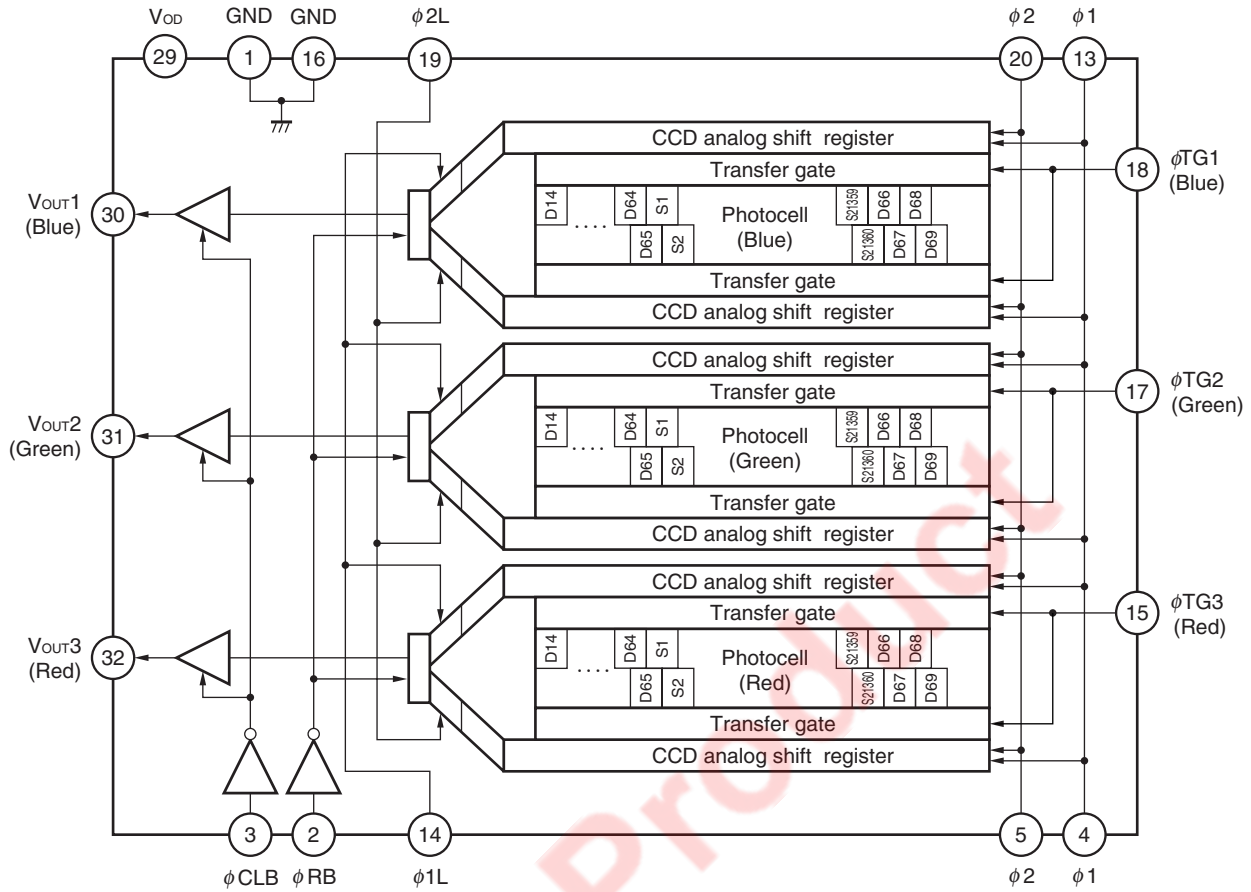 VOD GND GND φ2L φ2 φ1
29 1 16 19 20 13
CCD analog shift register
Transfer gate
18 φTG1
(Blue)
VOUT1
(Blue)
30
D14 .... D64 S1 Photocell S21359 D66 D68
D65 S2 (Blue) S21360 D67 D69
Transfer gate
CCD analog shift register
CCD analog shift register
Transfer gate
17 φTG2
(Green)
VOUT2
(Green)
31
D14 .... D64 S1 Photocell S21359 D66 D68
D65 S2 (Green) S21360 D67 D69
Transfer gate
CCD analog shift register
CCD analog shift register
Transfer gate
15 φTG3
(Red)
VOUT3
(Red)
32
D14 .... D64 S1 Photocell S21359 D66 D68
D65 S2 (Red) S21360 D67 D69
Transfer gate
CCD analog shift register
3 2 14 5 4
φCLB φRB φ1L φ2 φ1
Product